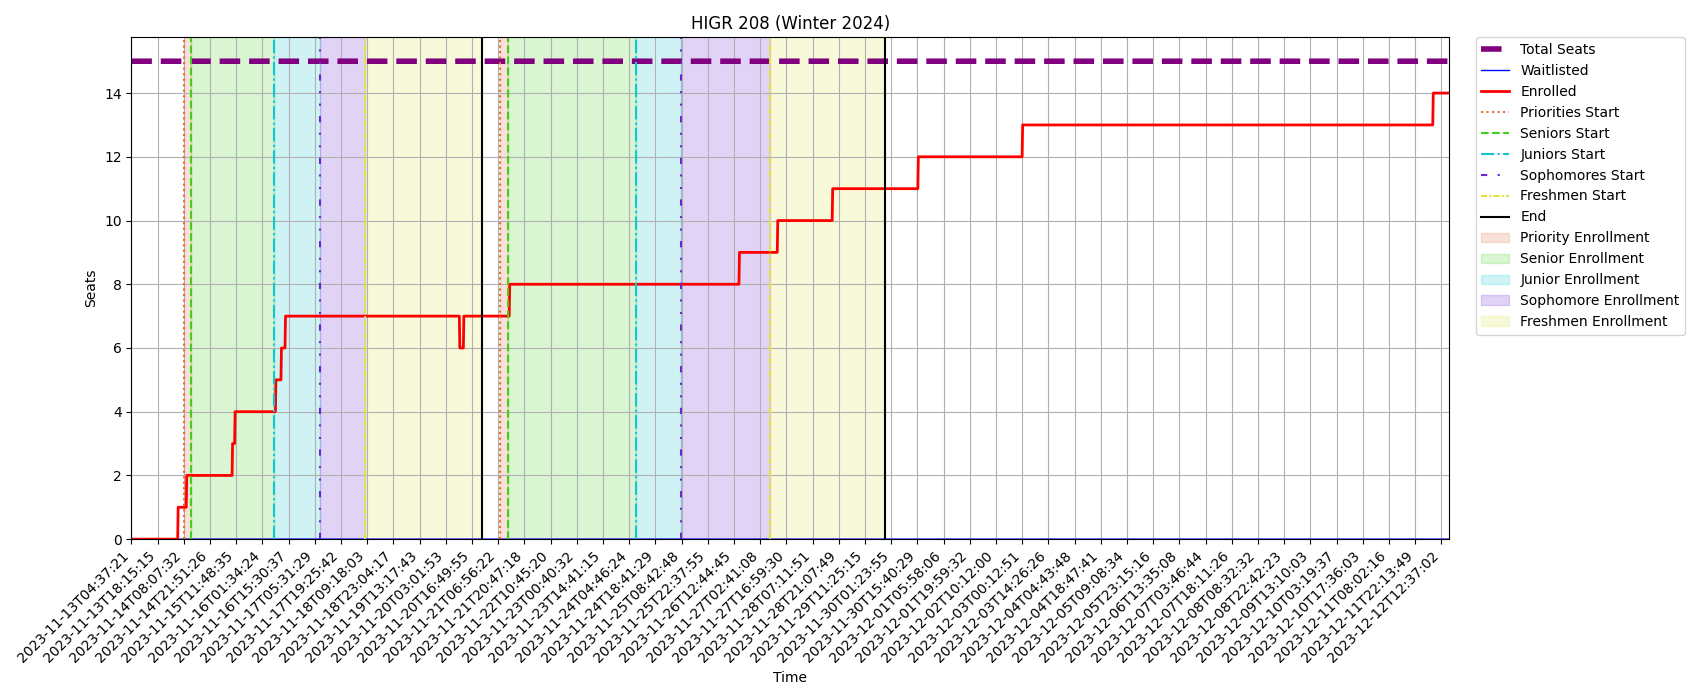 HIGR 208 (Winter 2024)
Total Seats
Waitlisted
Enrolled
Priorities Start
Seniors Start
Juniors Start
Sophomores Start
Freshmen Start
End
Priority Enrollment
Senior Enrollment
Junior Enrollment
Sophomore Enrollment
Freshmen Enrollment
Seats
14
12
10
8
6
4
2
0
2023-11-13T04:37:21
2023-11-13T18:15:15
2023-11-14T08:07:32
2023-11-14T21:51:26
2023-11-15T11:48:35
2023-11-16T01:34:24
2023-11-16T15:30:37
2023-11-17T05:31:29
2023-11-17T19:25:42
2023-11-18T09:18:03
2023-11-18T23:04:17
2023-11-19T13:17:43
2023-11-20T03:01:53
2023-11-20T16:49:55
2023-11-21T06:56:22
2023-11-21T20:47:18
2023-11-22T10:45:20
2023-11-23T00:40:32
2023-11-23T14:41:15
2023-11-24T04:46:24
2023-11-24T18:41:29
2023-11-25T08:42:48
2023-11-25T22:37:55
2023-11-26T12:44:45
2023-11-27T02:41:08
2023-11-27T16:59:30
2023-11-28T07:11:51
2023-11-28T21:07:49
2023-11-29T11:25:15
2023-11-30T01:23:55
2023-11-30T15:40:29
2023-12-01T05:58:06
2023-12-01T19:59:32
2023-12-02T10:12:00
2023-12-03T00:12:51
2023-12-03T14:26:26
2023-12-04T04:43:48
2023-12-04T18:47:41
2023-12-05T09:08:34
2023-12-05T23:15:16
2023-12-06T13:35:08
2023-12-07T03:46:44
2023-12-07T18:11:26
2023-12-08T08:32:32
2023-12-08T22:42:23
2023-12-09T13:10:03
2023-12-10T03:19:37
2023-12-10T17:36:03
2023-12-11T08:02:16
2023-12-11T22:13:49
2023-12-12T12:37:02
Time